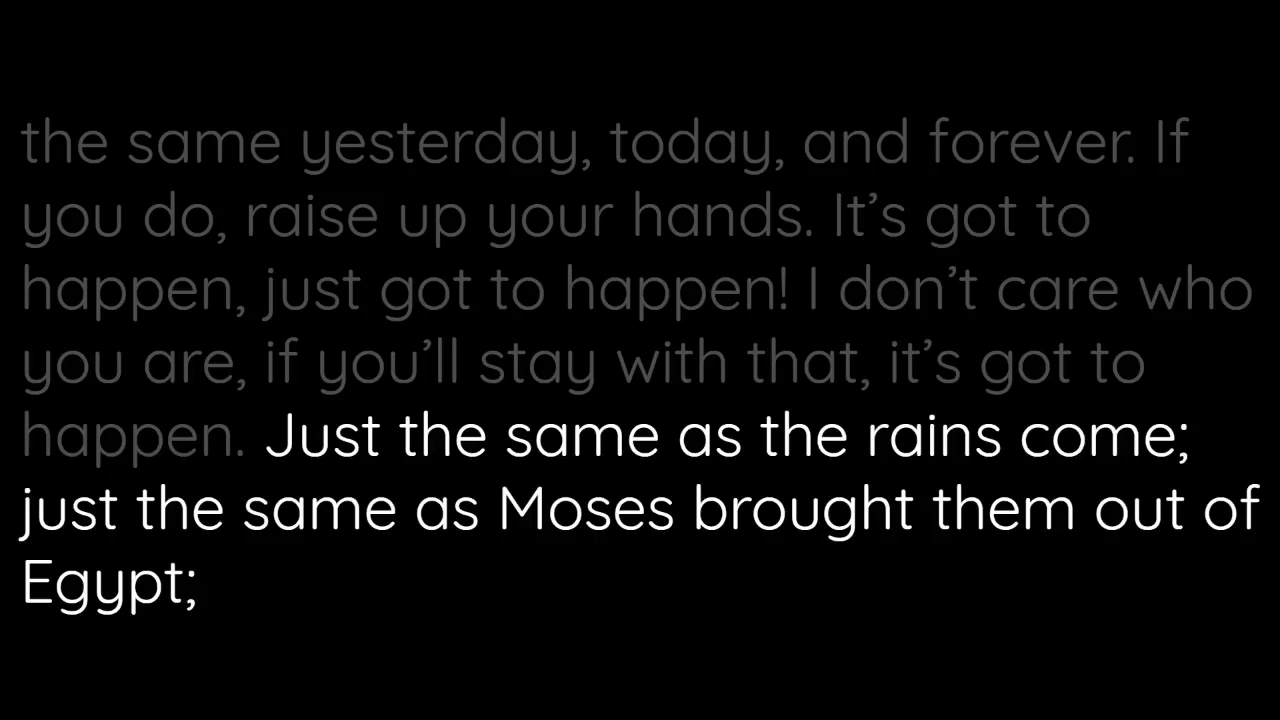 the same yesterday, today, and forever. If
you do, raise up your hands. It’s got to
happen, just got to happen! I don’t care who
you are, if you’ll stay with that, it’s got to
happen. Just the same as the rains come;
just the same as Moses brought them out of
Egypt;